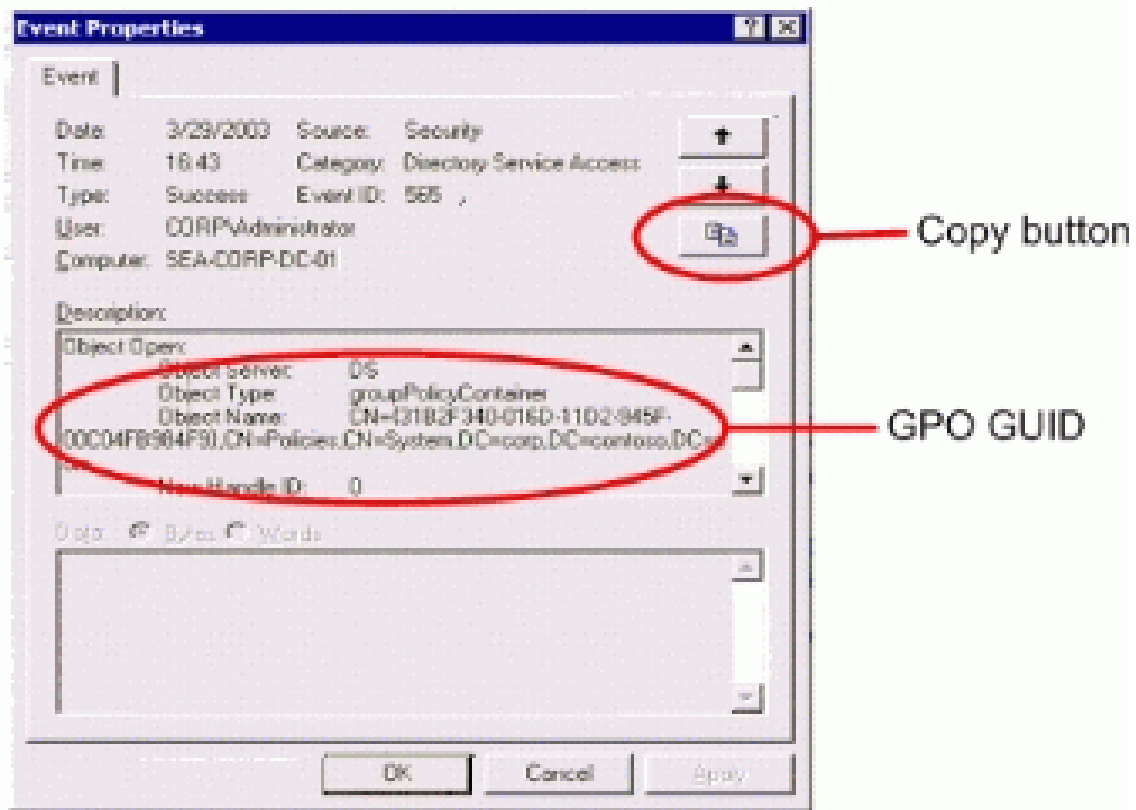 Event Properties
Event
Date: 3/29/2003 Source: Security
Time: 16:43 Category: Directory Service Access
Type: Success Event ID: 565
User: CORP\Administrator
Computer: SEA-CORP-DC-01
Copy button
Description:
Object Open:
Object Server: DS
Object Type: groupPolicyContainer
Object Name: CN={31B2F340-016D-11D2-945F-
00C04FB984F9},CN=Policies,CN=System,DC=corp,DC=contoso,DC=
GPO GUID
New Handle ID: 0
Data: Bytes Words
OK Cancel Apply